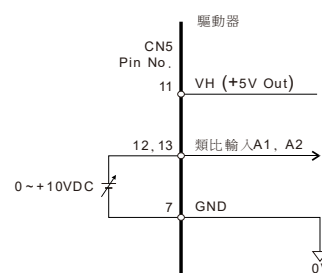 驅動器
CN5
Pin No.
11 VH (+5V Out)
12,13 類比輸入A1, A2
0~+10VDC
7 GND